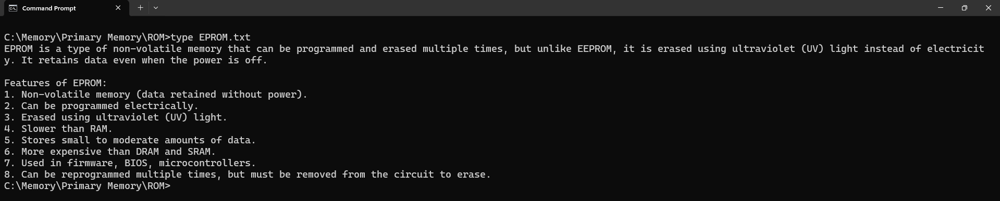 Command Prompt
C:\Memory\Primary Memory\ROM>type EPROM.txt
EPROM is a type of non-volatile memory that can be programmed and erased multiple times, but unlike EEPROM, it is erased using ultraviolet (UV) light instead of electricit
y. It retains data even when the power is off.
Features of EPROM:
1. Non-volatile memory (data retained without power).
2. Can be programmed electrically.
3. Erased using ultraviolet (UV) light.
4. Slower than RAM.
5. Stores small to moderate amounts of data.
6. More expensive than DRAM and SRAM.
7. Used in firmware, BIOS, microcontrollers.
8. Can be reprogrammed multiple times, but must be removed from the circuit to erase.
C:\Memory\Primary Memory\ROM>